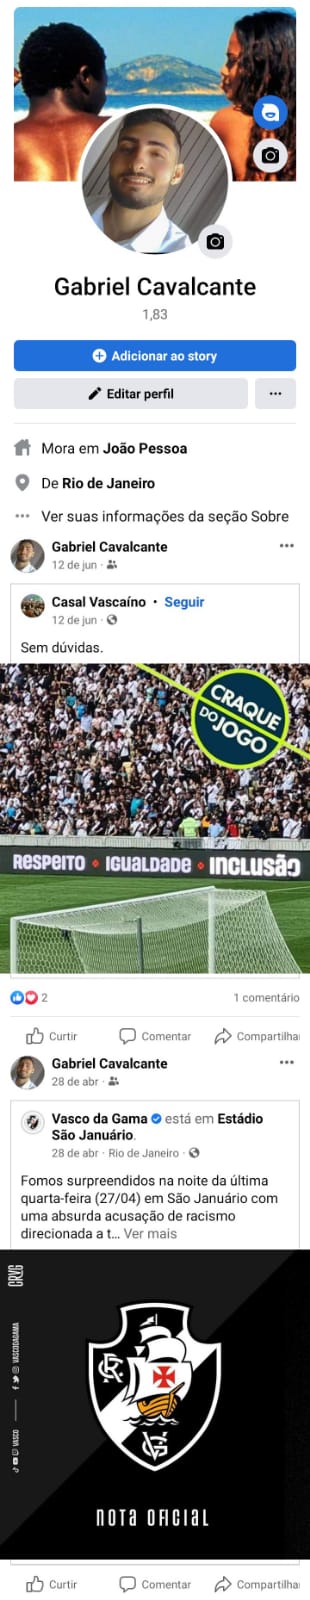 Gabriel Cavalcante
1,83
Adicionar ao story
Editar perfil
Mora em João Pessoa
De Rio de Janeiro
Ver suas informações da seção Sobre
Gabriel Cavalcante
12 de jun
Casal Vascaíno • Seguir
12 de jun
Sem dúvidas.
CRAQUE
DO JOGO
RESPEITO IGUALDADE INCLUSÃO
2
1 comentário
Curtir Comentar Compartilha
Gabriel Cavalcante
28 de abr
Vasco da Gama está em Estádio
São Januário.
28 de abr · Rio de Janeiro
Fomos surpreendidos na noite da última
quarta-feira (27/04) em São Januário com
uma absurda acusação de racismo
direcionada a t... Ver mais
CRVG
VASCODAGAMA
VASCO
NOTA OFICIAL
Curtir Comentar Compartilha